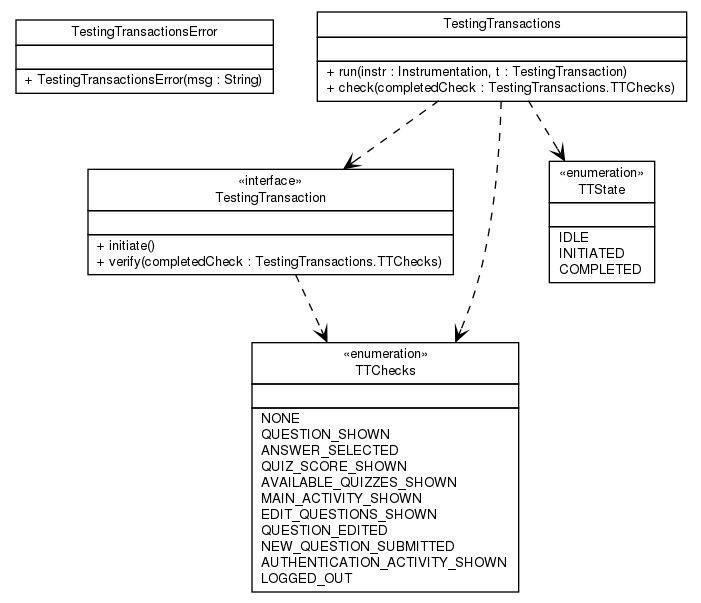 TestingTransactionsError
+ TestingTransactionsError(msg : String)
TestingTransactions
+ run(instr : Instrumentation, t : TestingTransaction)
+ check(completedCheck : TestingTransactions.TTChecks)
«interface»
TestingTransaction
+ initiate()
+ verify(completedCheck : TestingTransactions.TTChecks)
«enumeration»
TTState
IDLE
INITIATED
COMPLETED
«enumeration»
TTChecks
NONE
QUESTION_SHOWN
ANSWER_SELECTED
QUIZ_SCORE_SHOWN
AVAILABLE_QUIZZES_SHOWN
MAIN_ACTIVITY_SHOWN
EDIT_QUESTIONS_SHOWN
QUESTION_EDITED
NEW_QUESTION_SUBMITTED
AUTHENTICATION_ACTIVITY_SHOWN
LOGGED_OUT